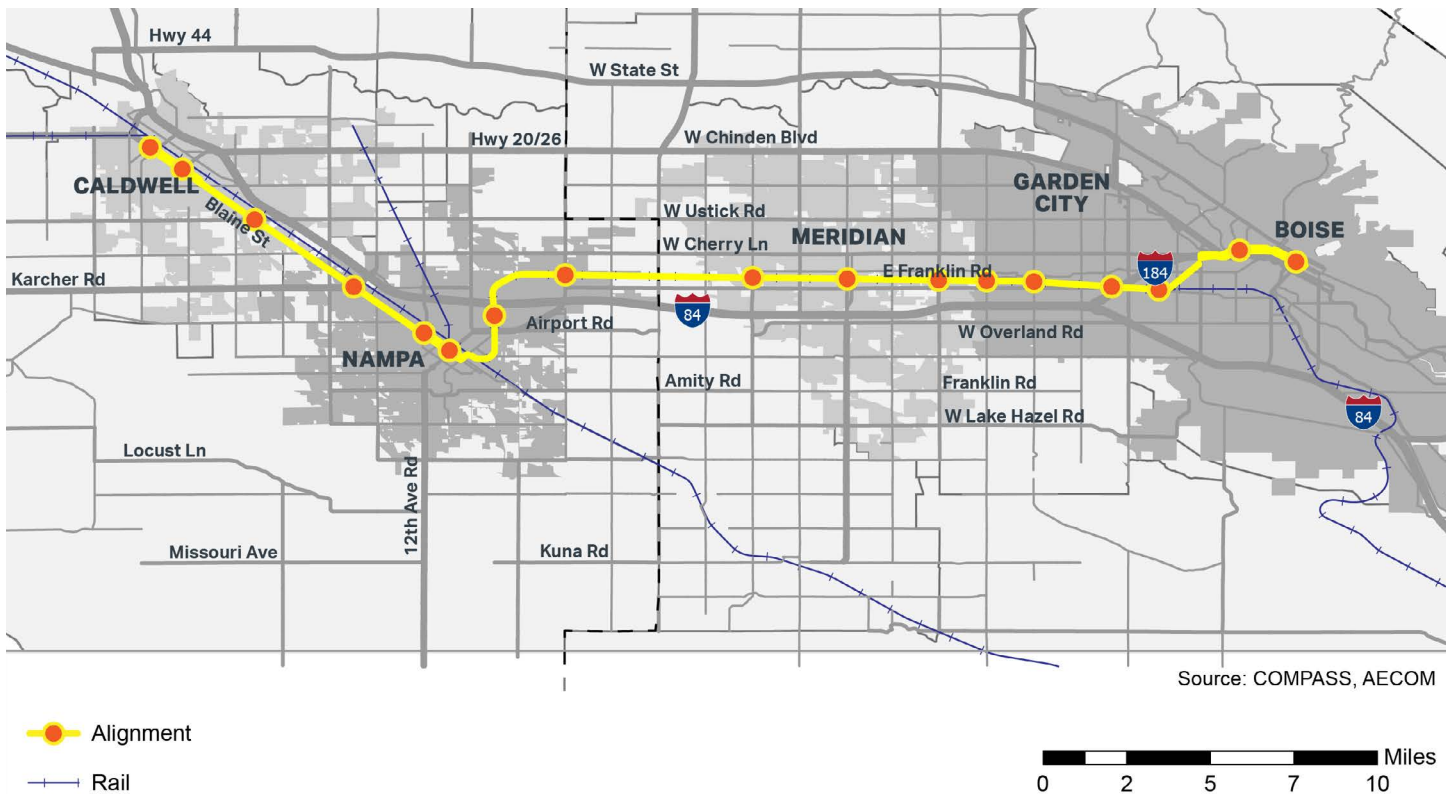 Hwy 44
W State St
Hwy 20/26
W Chinden Blvd
CALDWELL
GARDEN
CITY
Blaine St
W Ustick Rd
BOISE
W Cherry Ln
MERIDIAN
Karcher Rd
E Franklin Rd
184
84
Airport Rd
W Overland Rd
NAMPA
Amity Rd
Franklin Rd
W Lake Hazel Rd
84
Locust Ln
12th Ave Rd
Missouri Ave
Kuna Rd
Source: COMPASS, AECOM
Alignment
Rail
Miles
0 2 5 7 10